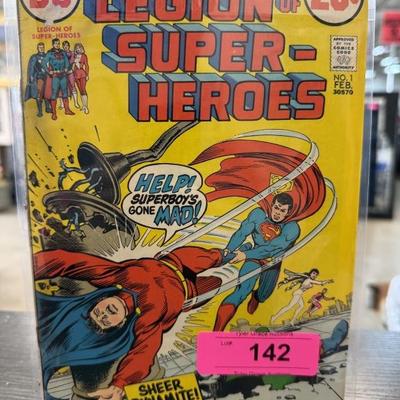 DC
LEGION OF
20¢
SUPER-
HEROES
LEGION OF
SUPER-HEROES
APPROVED
BY THE
COMICS
CODE
AUTHORITY
NO. 1
FEB.
30570
HELP!
SUPERBOY'S
GONE MAD!
LOT#
142
SHEER
DYNAMITE!